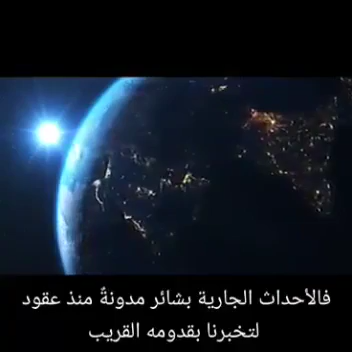 فالأحداث الجارية بشائر مدونةٌ منذ عقود
لتخبرنا بقدومه القريب